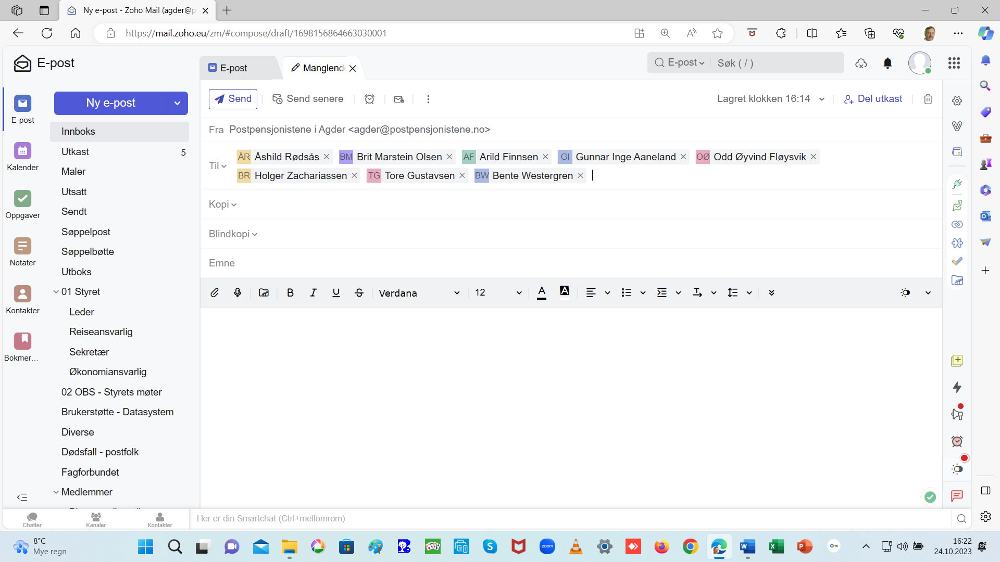 Ny e-post - Zoho Mail (agder@p
https://mail.zoho.eu/zm/#compose/draft/1698156864663030001
E-post
E-post
Manglend
E-post
Søk ( / )
Ny e-post
Send
Send senere
Lagret klokken 16:14
Del utkast
E-post
Kalender
Oppgaver
Notater
Kontakter
Bokmer...
Innboks
Utkast 5
Maler
Utsatt
Sendt
Søppelpost
Søppelbøtte
Utboks
01 Styret
Leder
Reiseansvarlig
Sekretær
Økonomiansvarlig
02 OBS - Styrets møter
Brukerstøtte - Datasystem
Diverse
Dødsfall - postfolk
Fagforbundet
Medlemmer
Fra Postpensjonistene i Agder <agder@postpensjonistene.no>
Til
ÅR Åshild Rødsås BM Brit Marstein Olsen AF Arild Finnsen GI Gunnar Inge Aaneland OØ Odd Øyvind Fløysvik
BR Holger Zachariassen TG Tore Gustavsen BW Bente Westergren
Kopi
Blindkopi
Emne
B I U S Verdana 12 A A
Chatter
Kanaler
Kontakter
Her er din Smartchat (Ctrl+mellomrom)
8°C
Mye regn
zoom
16:22
24.10.2023